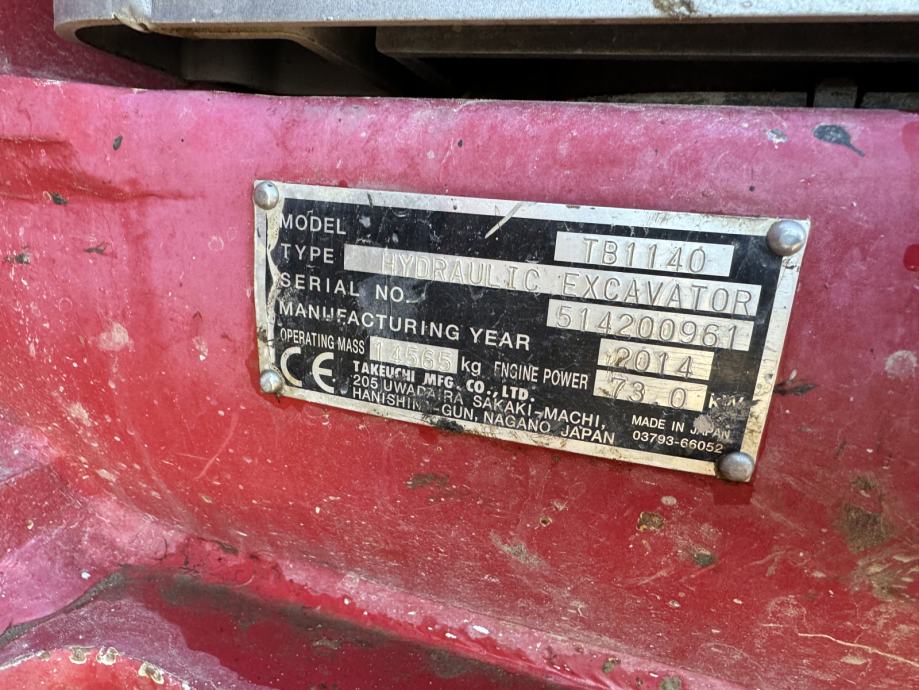 MODEL TB1140
TYPE HYDRAULIC EXCAVATOR
SERIAL NO. 514200961
MANUFACTURING YEAR 2014
OPERATING MASS 14565 kg ENGINE POWER 73.0 kW
CE TAKEUCHI MFG. CO., LTD.
205 UWADAIRA SAKAKI-MACHI,
HANISHINA-GUN, NAGANO JAPAN
MADE IN JAPAN
03793-66052